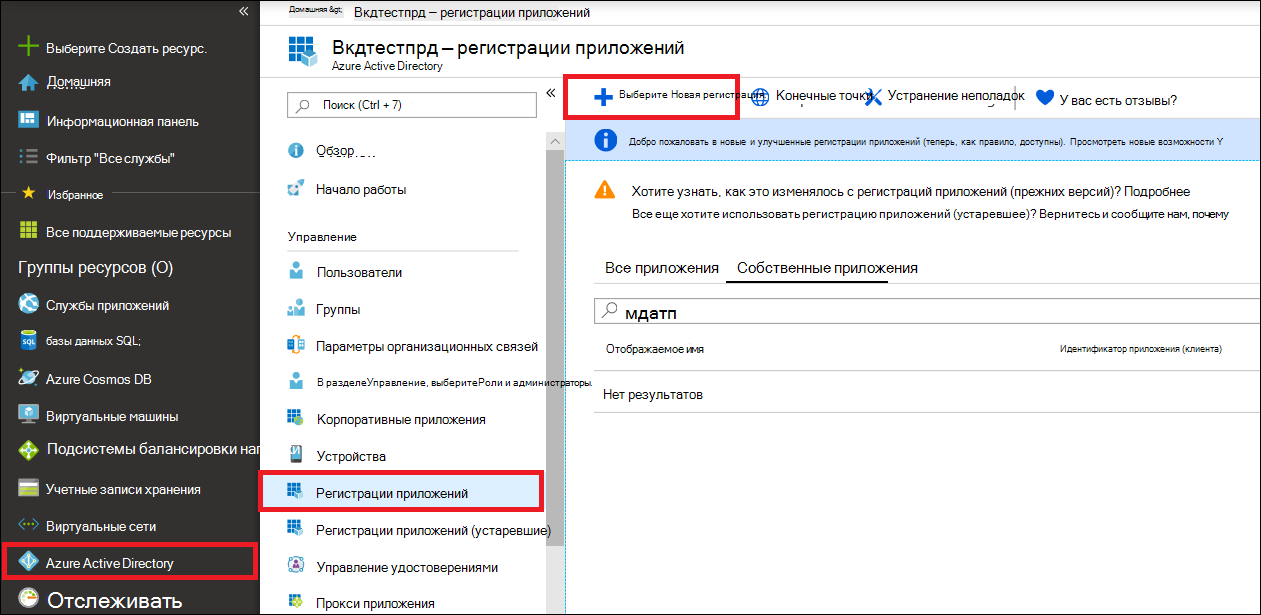 «
Выберите Создать ресурс.
Домашняя
Информационная панель
Фильтр "Все службы"
Избранное
Все поддерживаемые ресурсы
Группы ресурсов (О)
Службы приложений
базы данных SQL;
Azure Cosmos DB
Виртуальные машины
Подсистемы балансировки наг
Учетные записи хранения
Виртуальные сети
Azure Active Directory
Отслеживать
Домашняя &gt;
Вкдтестпрд – регистрации приложений
Вкдтестпрд – регистрации приложений
Azure Active Directory
Поиск (Ctrl + 7)
«
Обзор
Начало работы
Управление
Пользователи
Группы
Параметры организационных связей
В разделеУправление, выберитеРоли и администраторы.
Корпоративные приложения
Устройства
Регистрации приложений
Регистрации приложений (устаревшие)
Управление удостоверениями
Прокси приложения
Выберите Новая регистрация
Конечные точки
Устранение неполадок
У вас есть отзывы?
Добро пожаловать в новые и улучшенные регистрации приложений (теперь, как правило, доступны). Просмотреть новые возможности Y
Хотите узнать, как это изменялось с регистраций приложений (прежних версий)? Подробнее
Все еще хотите использовать регистрацию приложений (устаревшее)? Вернитесь и сообщите нам, почему
Все приложения
Собственные приложения
мдатп
Отображаемое имя
Идентификатор приложения (клиента)
Нет результатов